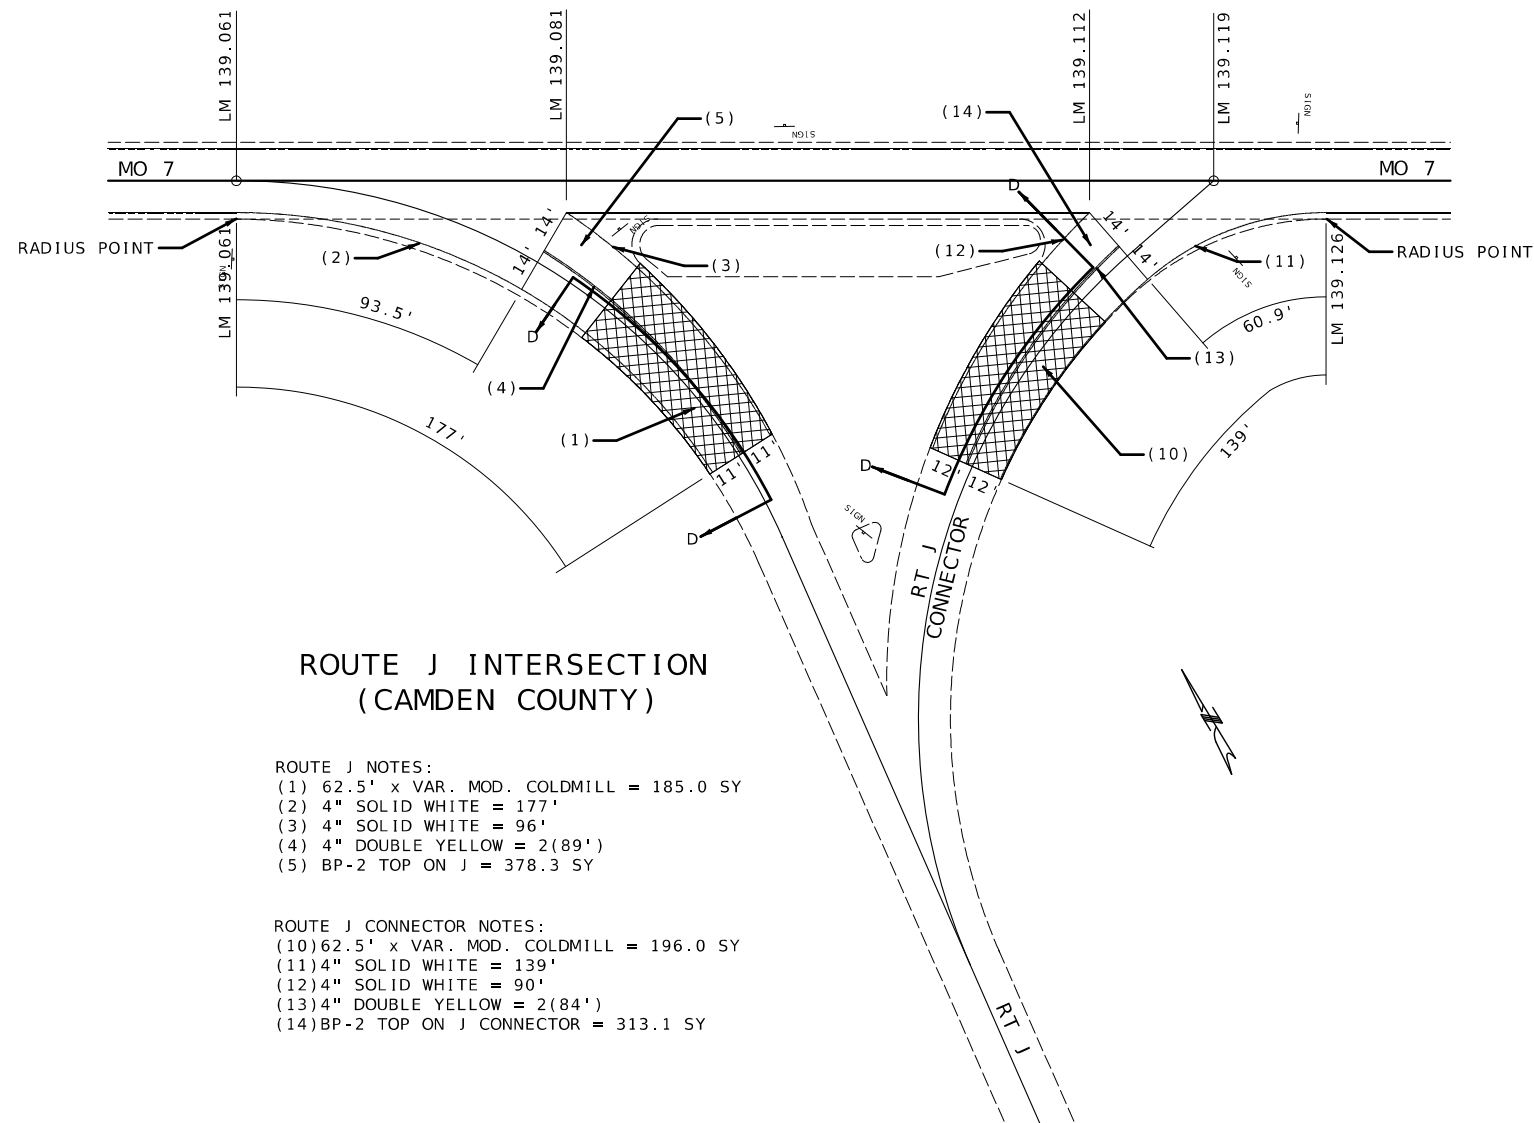 LM 139.061
LM 139.081
LM 139.112
LM 139.119
(5)
(14)
SIGN
SIGN
MO 7
MO 7
D
14'
14'
14'
14'
SIGN
RADIUS POINT
(2)
(3)
(12)
(11)
RADIUS POINT
LM 139.061
SIGN
SIGN
LM 139.126
93.5'
60.9'
D
(4)
(13)
177'
(1)
139'
(10)
11'
11'
D
12'
12'
D
SIGN
RT J
CONNECTOR
ROUTE J INTERSECTION
(CAMDEN COUNTY)
ROUTE J NOTES:
(1) 62.5' x VAR. MOD. COLDMILL = 185.0 SY
(2) 4" SOLID WHITE = 177'
(3) 4" SOLID WHITE = 96'
(4) 4" DOUBLE YELLOW = 2(89')
(5) BP-2 TOP ON J = 378.3 SY
ROUTE J CONNECTOR NOTES:
(10)62.5' x VAR. MOD. COLDMILL = 196.0 SY
(11)4" SOLID WHITE = 139'
(12)4" SOLID WHITE = 90'
(13)4" DOUBLE YELLOW = 2(84')
(14)BP-2 TOP ON J CONNECTOR = 313.1 SY
RT J